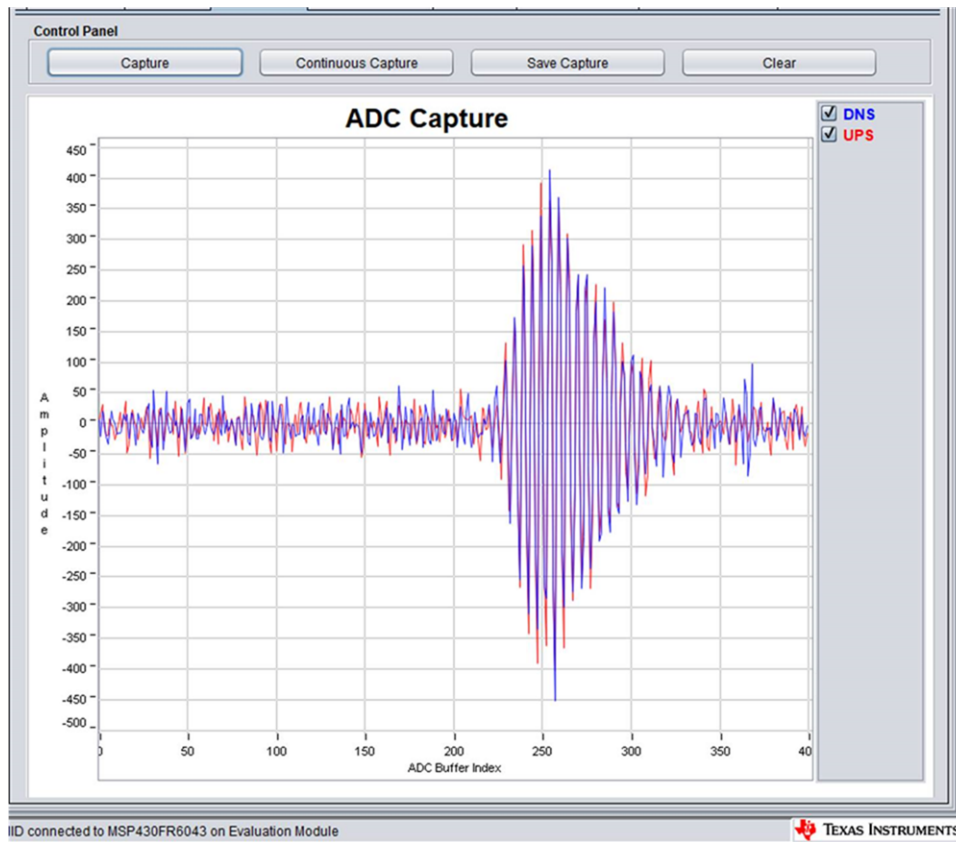 Control Panel
Capture
Continuous Capture
Save Capture
Clear
ADC Capture
DNS
UPS
450
400
350
300
250
200
150
100
50
0
-50
-100
-150
-200
-250
-300
-350
-400
-450
-500
Amplitude
0 50 100 150 200 250 300 350 40
ADC Buffer Index
ID connected to MSP430FR6043 on Evaluation Module
TEXAS INSTRUMENTS